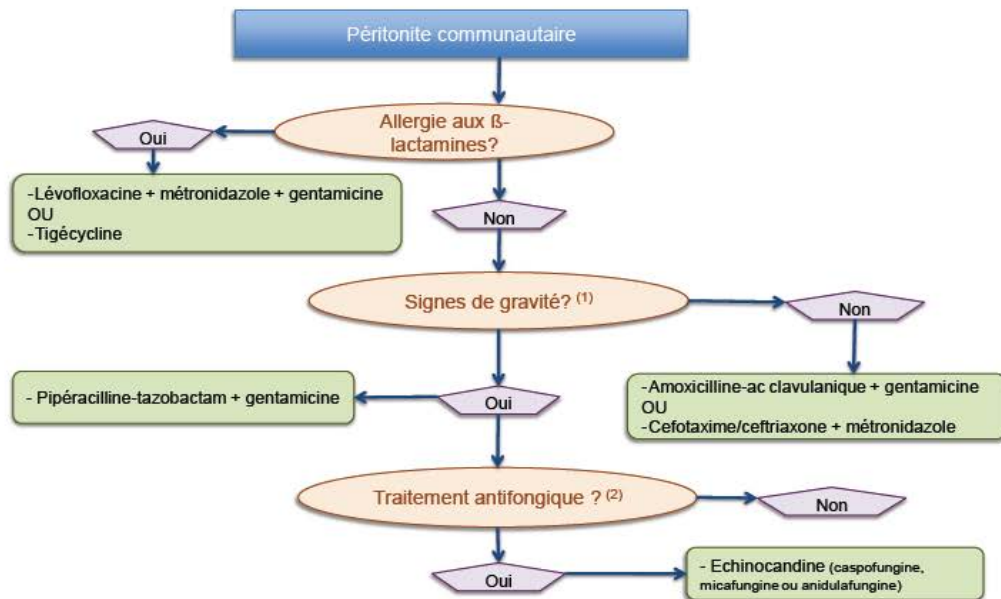 Péritonite communautaire
Allergie aux ß-
lactamines?
Oui
-Lévofloxacine + métronidazole + gentamicine
OU
-Tigécycline
Non
Signes de gravité? (1)
Non
- Pipéracilline-tazobactam + gentamicine
Oui
-Amoxicilline-ac clavulanique + gentamicine
OU
-Cefotaxime/ceftriaxone + métronidazole
Traitement antifongique ? (2)
Non
Oui
- Echinocandine (caspofungine,
micafungine ou anidulafungine)